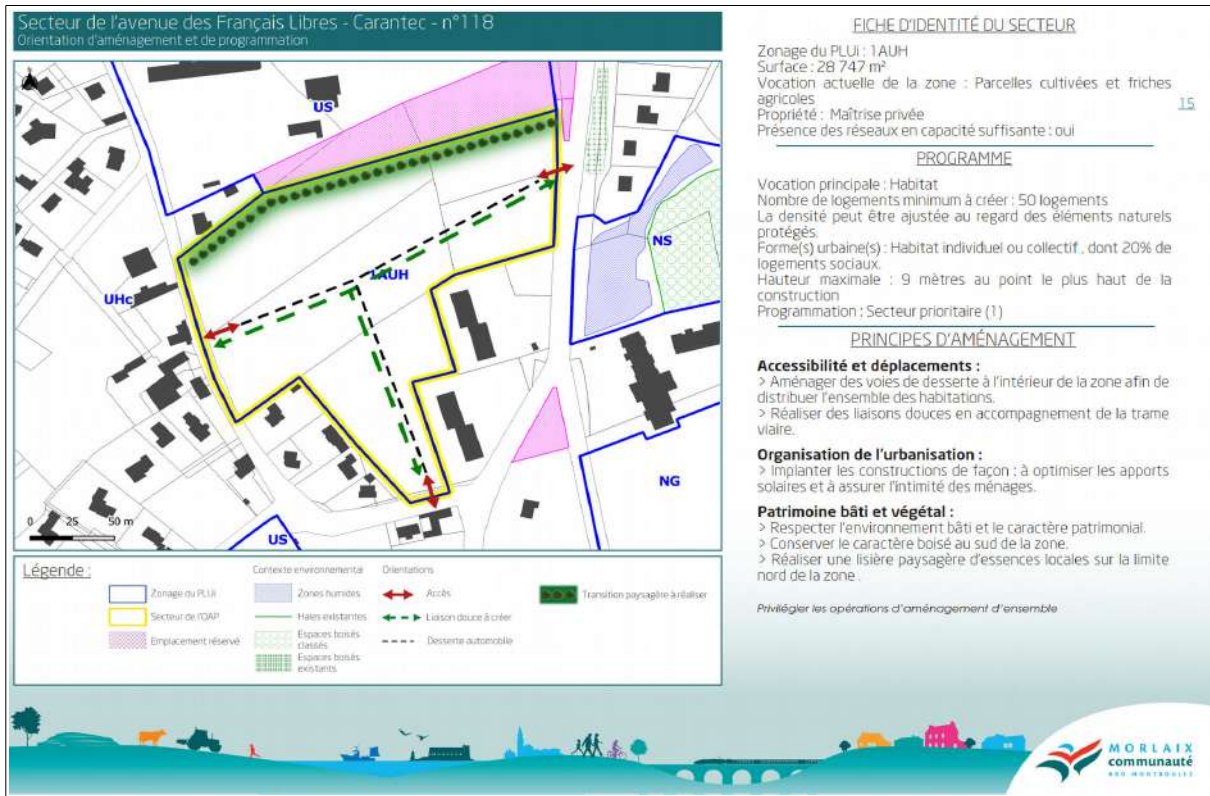 Secteur de l'avenue des Français Libres - Carantec - n°118
Orientation d'aménagement et de programmation
US
UHc
1AUH
NS
NG
US
0 25 50 m
Légende :
Zonage du PLUi
Secteur de l'OAP
Emplacement réservé
Contexte environnemental
Zones humides
Haies existantes
Espaces boisés
classés
Espaces boisés
existants
Orientations
Accès
Liaison douce à créer
Desserte automobile
Transition paysagère à réaliser
FICHE D'IDENTITÉ DU SECTEUR
Zonage du PLUi : 1AUH
Surface : 28 747 m²
Vocation actuelle de la zone : Parcelles cultivées et friches
agricoles
Propriété : Maîtrise privée
Présence des réseaux en capacité suffisante : oui
15
PROGRAMME
Vocation principale : Habitat
Nombre de logements minimum à créer : 50 logements
La densité peut être ajustée au regard des éléments naturels
protégés.
Forme(s) urbaine(s) : Habitat individuel ou collectif , dont 20% de
logements sociaux.
Hauteur maximale : 9 mètres au point le plus haut de la
construction
Programmation : Secteur prioritaire (1)
PRINCIPES D'AMÉNAGEMENT
Accessibilité et déplacements :
> Aménager des voies de desserte à l'intérieur de la zone afin de
distribuer l'ensemble des habitations.
> Réaliser des liaisons douces en accompagnement de la trame
viaire.
Organisation de l'urbanisation :
> Implanter les constructions de façon : à optimiser les apports
solaires et à assurer l'intimité des ménages.
Patrimoine bâti et végétal :
> Respecter l'environnement bâti et le caractère patrimonial.
> Conserver le caractère boisé au sud de la zone.
> Réaliser une lisière paysagère d'essences locales sur la limite
nord de la zone .
Privilégier les opérations d'aménagement d'ensemble
MORLAIX
communauté
BRO MONTROULEZ